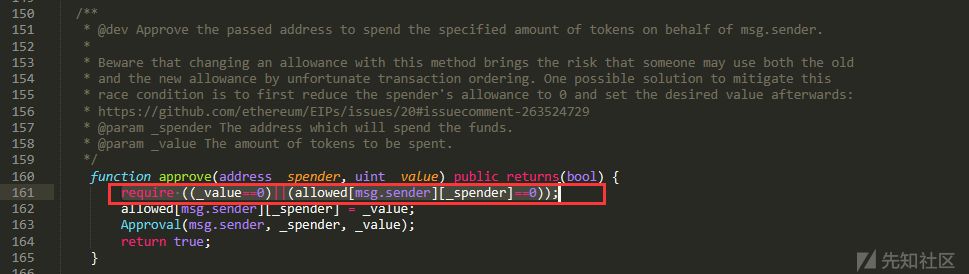 150 /**
151 * @dev Approve the passed address to spend the specified amount of tokens on behalf of msg.sender.
152 *
153 * Beware that changing an allowance with this method brings the risk that someone may use both the old
154 * and the new allowance by unfortunate transaction ordering. One possible solution to mitigate this
155 * race condition is to first reduce the spender's allowance to 0 and set the desired value afterwards:
156 * https://github.com/ethereum/EIPs/issues/20#issuecomment-263524729
157 * @param _spender The address which will spend the funds.
158 * @param _value The amount of tokens to be spent.
159 */
160 function approve(address _spender, uint _value) public returns(bool) {
161 require ((_value==0)||(allowed[msg.sender][_spender]==0));
162 allowed[msg.sender][_spender] = _value;
163 Approval(msg.sender, _spender, _value);
164 return true;
165 }
先知社区